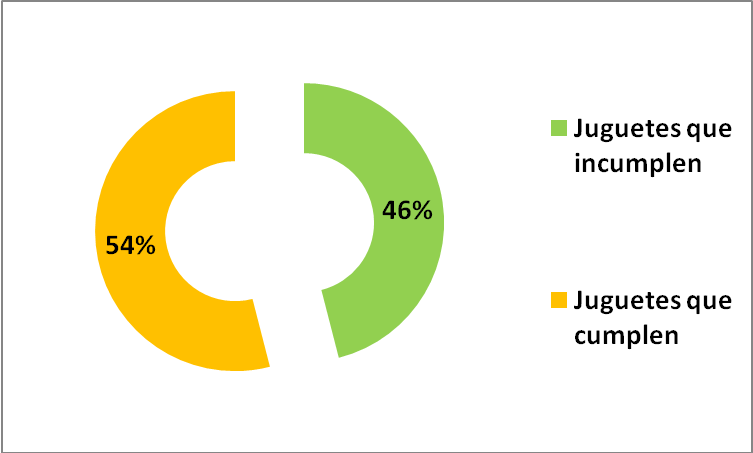 54%
46%
Juguetes que
incumplen
Juguetes que
cumplen